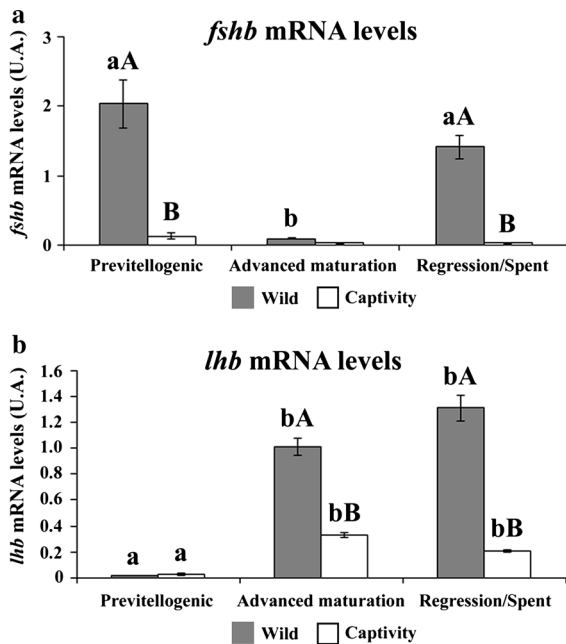 a
fshb mRNA levels
fshb mRNA levels (U.A.)
3
2
1
0
aA
B
b
aA
B
Previtellogenic Advanced maturation Regression/Spent
Wild Captivity
b
lhb mRNA levels
lhb mRNA levels (U.A.)
1.6
1.4
1.2
1.0
0.8
0.6
0.4
0.2
0
a a
bA
bB
bA
bB
Previtellogenic Advanced maturation Regression/Spent
Wild Captivity